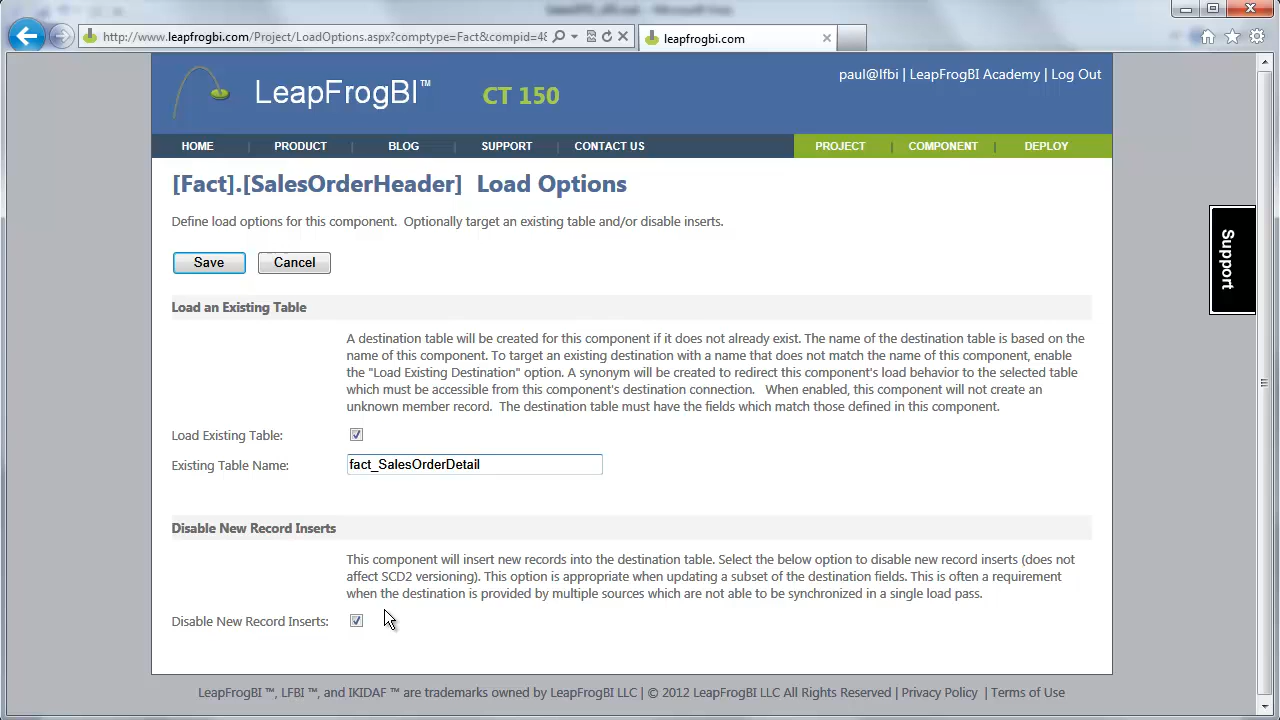 http://www.leapfrogbi.com/Project/LoadOptions.aspx?comptype=Fact&compid=48
leapfrogbi.com
LeapFrogBI™
CT 150
paul@lfbi | LeapFrogBI Academy | Log Out
HOME | PRODUCT | BLOG | SUPPORT | CONTACT US
PROJECT | COMPONENT | DEPLOY
[Fact].[SalesOrderHeader] Load Options
Define load options for this component. Optionally target an existing table and/or disable inserts.
Save Cancel
Support
Load an Existing Table
A destination table will be created for this component if it does not already exist. The name of the destination table is based on the
name of this component. To target an existing destination with a name that does not match the name of this component, enable
the "Load Existing Destination" option. A synonym will be created to redirect this component's load behavior to the selected table
which must be accessible from this component's destination connection. When enabled, this component will not create an
unknown member record. The destination table must have the fields which match those defined in this component.
Load Existing Table:
Existing Table Name: fact_SalesOrderDetail
Disable New Record Inserts
This component will insert new records into the destination table. Select the below option to disable new record inserts (does not
affect SCD2 versioning). This option is appropriate when updating a subset of the destination fields. This is often a requirement
when the destination is provided by multiple sources which are not able to be synchronized in a single load pass.
Disable New Record Inserts:
LeapFrogBI ™, LFBI ™, and IKIDAF ™ are trademarks owned by LeapFrogBI LLC | © 2012 LeapFrogBI LLC All Rights Reserved | Privacy Policy | Terms of Use